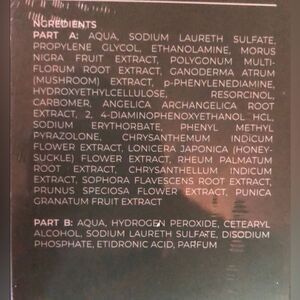 INGREDIENTS
PART A: AQUA, SODIUM LAURETH SULFATE,
PROPYLENE GLYCOL, ETHANOLAMINE, MORUS
NIGRA FRUIT EXTRACT, POLYGONUM MULTI-
FLORUM ROOT EXTRACT, GANODERMA ATRUM
(MUSHROOM) EXTRACT, p-PHENYLENEDIAMINE,
HYDROXYETHYLCELLULOSE, RESORCINOL,
CARBOMER, ANGELICA ARCHANGELICA ROOT
EXTRACT, 2, 4-DIAMINOPHENOXYETHANOL HCL,
SODIUM ERYTHORBATE, PHENYL METHYL
PYRAZOLONE, CHRYSANTHEMUM INDICUM
FLOWER EXTRACT, LONICERA JAPONICA (HONEY-
SUCKLE) FLOWER EXTRACT, RHEUM PALMATUM
ROOT EXTRACT, CHRYSANTHELLUM INDICUM
EXTRACT, SOPHORA FLAVESCENS ROOT EXTRACT,
PRUNUS SPECIOSA FLOWER EXTRACT, PUNICA
GRANATUM FRUIT EXTRACT
PART B: AQUA, HYDROGEN PEROXIDE, CETEARYL
ALCOHOL, SODIUM LAURETH SULFATE, DISODIUM
PHOSPHATE, ETIDRONIC ACID, PARFUM